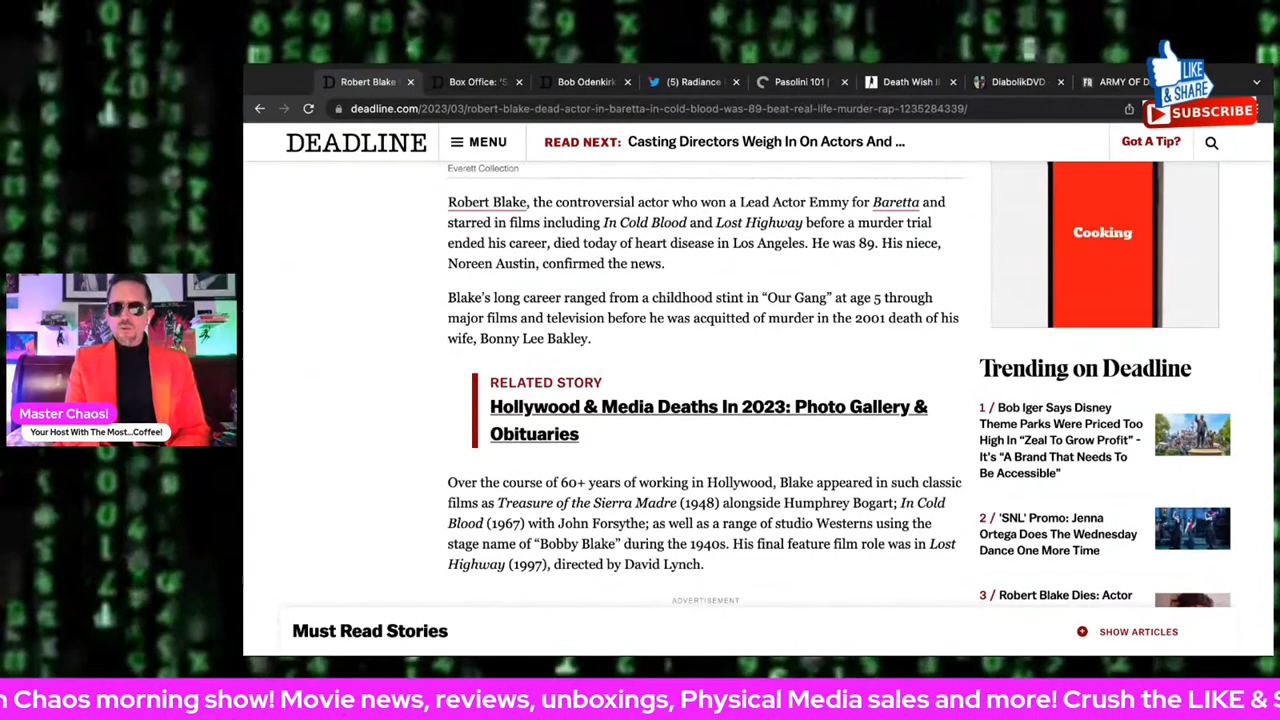 LIKE
& SHARE
SUBSCRIBE
Robert Blake
Box Office: "S
Bob Odenkirk
(5) Radiance
Pasolini 101 |
Death Wish II
DiabolikDVD
ARMY OF D
deadline.com/2023/03/robert-blake-dead-actor-in-baretta-in-cold-blood-was-89-beat-real-life-murder-rap-1235284339/
DEADLINE
MENU
READ NEXT: Casting Directors Weigh In On Actors And ...
Got A Tip?
Everett Collection
Robert Blake, the controversial actor who won a Lead Actor Emmy for Baretta and
starred in films including In Cold Blood and Lost Highway before a murder trial
ended his career, died today of heart disease in Los Angeles. He was 89. His niece,
Noreen Austin, confirmed the news.
Blake's long career ranged from a childhood stint in "Our Gang" at age 5 through
major films and television before he was acquitted of murder in the 2001 death of his
wife, Bonny Lee Bakley.
RELATED STORY
Hollywood & Media Deaths In 2023: Photo Gallery &
Obituaries
Over the course of 60+ years of working in Hollywood, Blake appeared in such classic
films as Treasure of the Sierra Madre (1948) alongside Humphrey Bogart; In Cold
Blood (1967) with John Forsythe; as well as a range of studio Westerns using the
stage name of "Bobby Blake" during the 1940s. His final feature film role was in Lost
Highway (1997), directed by David Lynch.
ADVERTISEMENT
Must Read Stories
SHOW ARTICLES
Cooking
Trending on Deadline
1 / Bob Iger Says Disney
Theme Parks Were Priced Too
High In "Zeal To Grow Profit" -
It's "A Brand That Needs To
Be Accessible"
2 / 'SNL' Promo: Jenna
Ortega Does The Wednesday
Dance One More Time
3 / Robert Blake Dies: Actor
Master Chaos!
Your Host With The Most...Coffee!
n Chaos morning show! Movie news, reviews, unboxings, Physical Media sales and more! Crush the LIKE & S